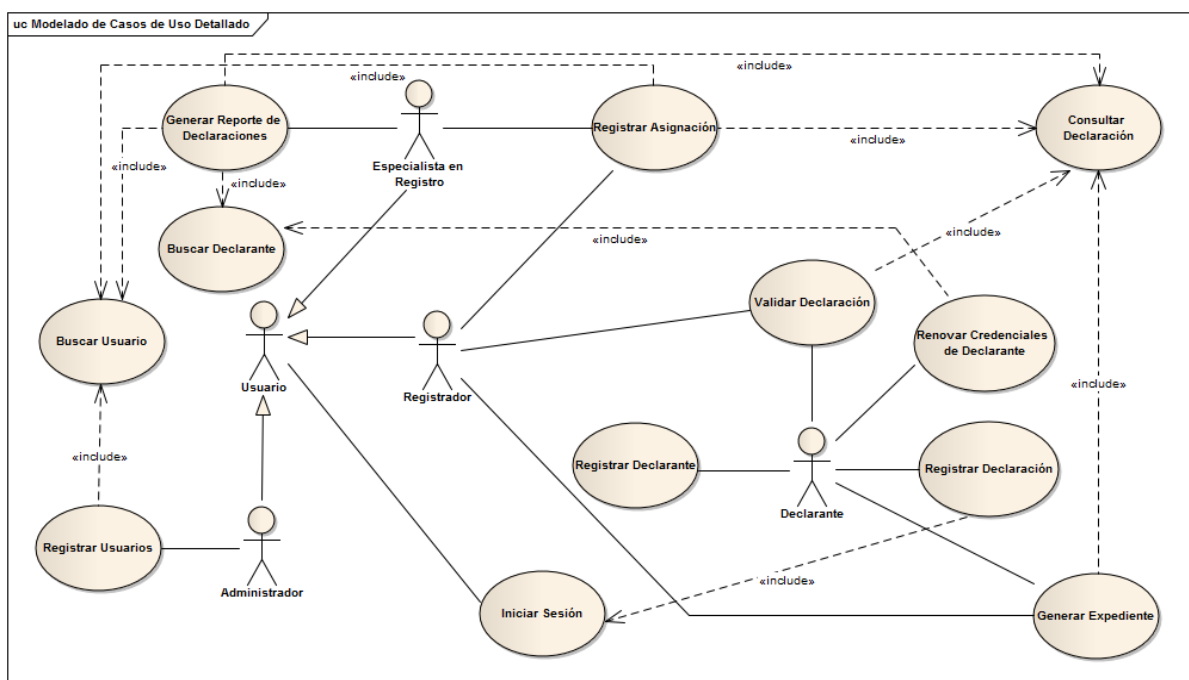 uc Modelado de Casos de Uso Detallado
«include»
«include»
Generar Reporte de
Declaraciones
Especialista en
Registro
Registrar Asignación
«include»
Consultar
Declaración
«include»
«include»
Buscar Declarante
«include»
«include»
Buscar Usuario
Usuario
Registrador
Validar Declaración
Renovar Credenciales
de Declarante
«include»
«include»
Registrar Declarante
Declarante
Registrar Declaración
Registrar Usuarios
Administrador
«include»
Iniciar Sesión
Generar Expediente